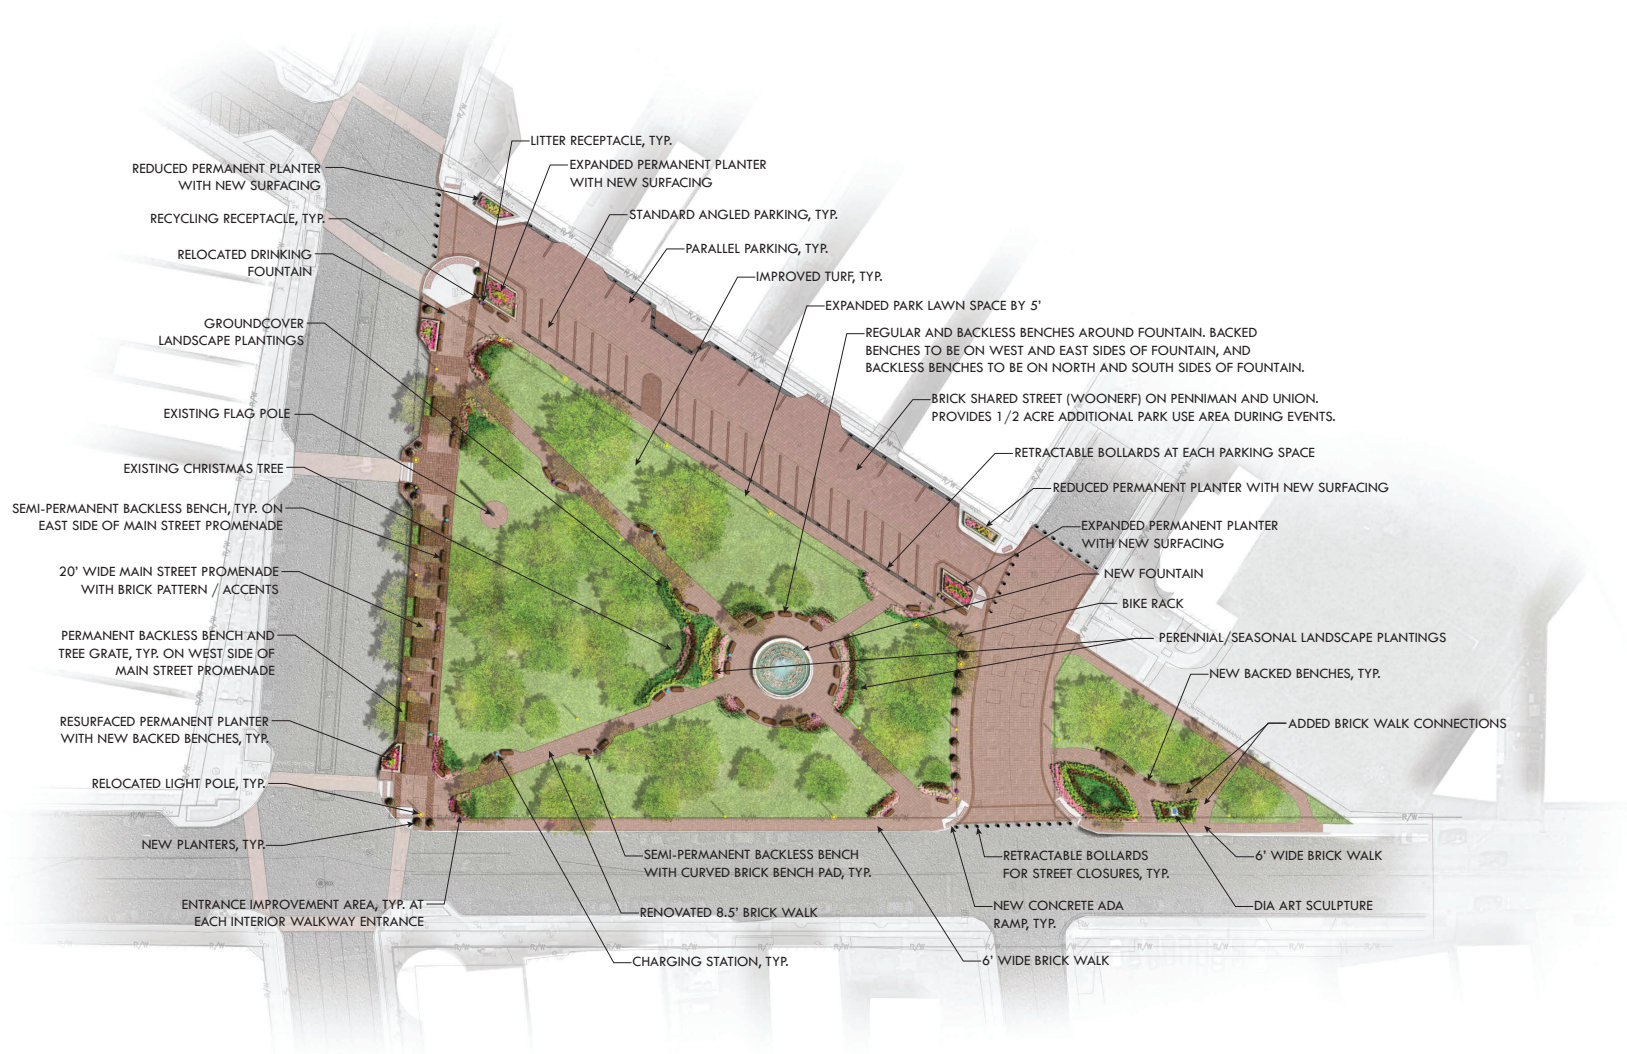 LITTER RECEPTACLE, TYP.
REDUCED PERMANENT PLANTER
WITH NEW SURFACING
EXPANDED PERMANENT PLANTER
WITH NEW SURFACING
RECYCLING RECEPTACLE, TYP.
STANDARD ANGLED PARKING, TYP.
RELOCATED DRINKING
FOUNTAIN
PARALLEL PARKING, TYP.
IMPROVED TURF, TYP.
EXPANDED PARK LAWN SPACE BY 5'
GROUNDCOVER
LANDSCAPE PLANTINGS
REGULAR AND BACKLESS BENCHES AROUND FOUNTAIN. BACKED
BENCHES TO BE ON WEST AND EAST SIDES OF FOUNTAIN, AND
BACKLESS BENCHES TO BE ON NORTH AND SOUTH SIDES OF FOUNTAIN.
EXISTING FLAG POLE
BRICK SHARED STREET (WOONERF) ON PENNIMAN AND UNION.
PROVIDES 1/2 ACRE ADDITIONAL PARK USE AREA DURING EVENTS.
EXISTING CHRISTMAS TREE
RETRACTABLE BOLLARDS AT EACH PARKING SPACE
REDUCED PERMANENT PLANTER WITH NEW SURFACING
SEMI-PERMANENT BACKLESS BENCH, TYP. ON
EAST SIDE OF MAIN STREET PROMENADE
EXPANDED PERMANENT PLANTER
WITH NEW SURFACING
20' WIDE MAIN STREET PROMENADE
WITH BRICK PATTERN / ACCENTS
NEW FOUNTAIN
BIKE RACK
PERMANENT BACKLESS BENCH AND
TREE GRATE, TYP. ON WEST SIDE OF
MAIN STREET PROMENADE
PERENNIAL/SEASONAL LANDSCAPE PLANTINGS
NEW BACKED BENCHES, TYP.
RESURFACED PERMANENT PLANTER
WITH NEW BACKED BENCHES, TYP.
ADDED BRICK WALK CONNECTIONS
RELOCATED LIGHT POLE, TYP.
NEW PLANTERS, TYP.
SEMI-PERMANENT BACKLESS BENCH
WITH CURVED BRICK BENCH PAD, TYP.
RETRACTABLE BOLLARDS
FOR STREET CLOSURES, TYP.
6' WIDE BRICK WALK
ENTRANCE IMPROVEMENT AREA, TYP. AT
EACH INTERIOR WALKWAY ENTRANCE
RENOVATED 8.5' BRICK WALK
NEW CONCRETE ADA
RAMP, TYP.
DIA ART SCULPTURE
CHARGING STATION, TYP.
6' WIDE BRICK WALK
R/W
R/W
R/W
R/W
R/W
R/W